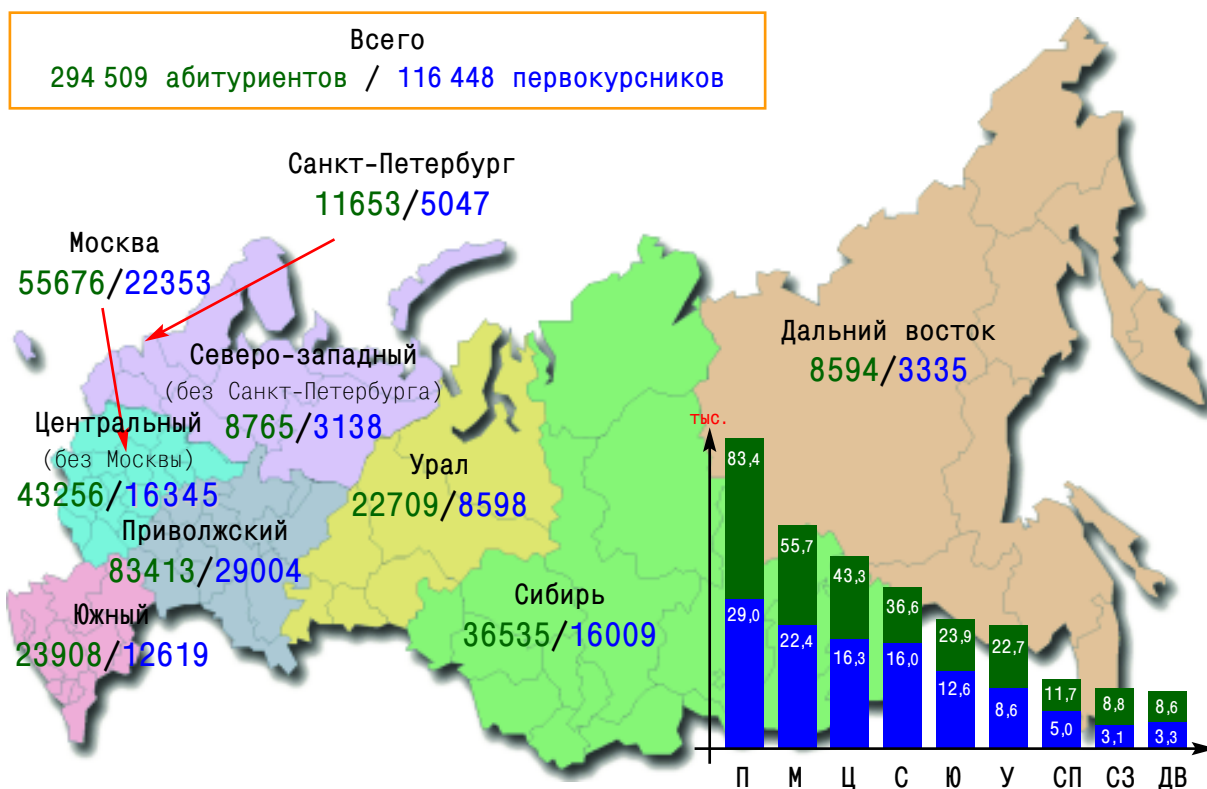 Всего
294 509 абитуриентов / 116 448 первокурсников
Санкт-Петербург
11653/5047
Москва
55676/22353
Северо-западный
(без Санкт-Петербурга)
8765/3138
Дальний восток
8594/3335
Центральный
(без Москвы)
43256/16345
Урал
22709/8598
Приволжский
83413/29004
Сибирь
36535/16009
Южный
23908/12619
тыс.
83,4
55,7
43,3
36,6
23,9
22,7
11,7
8,8
8,6
29,0
22,4
16,3
16,0
12,6
8,6
5,0
3,1
3,3
П М Ц С Ю У СП СЗ ДВ